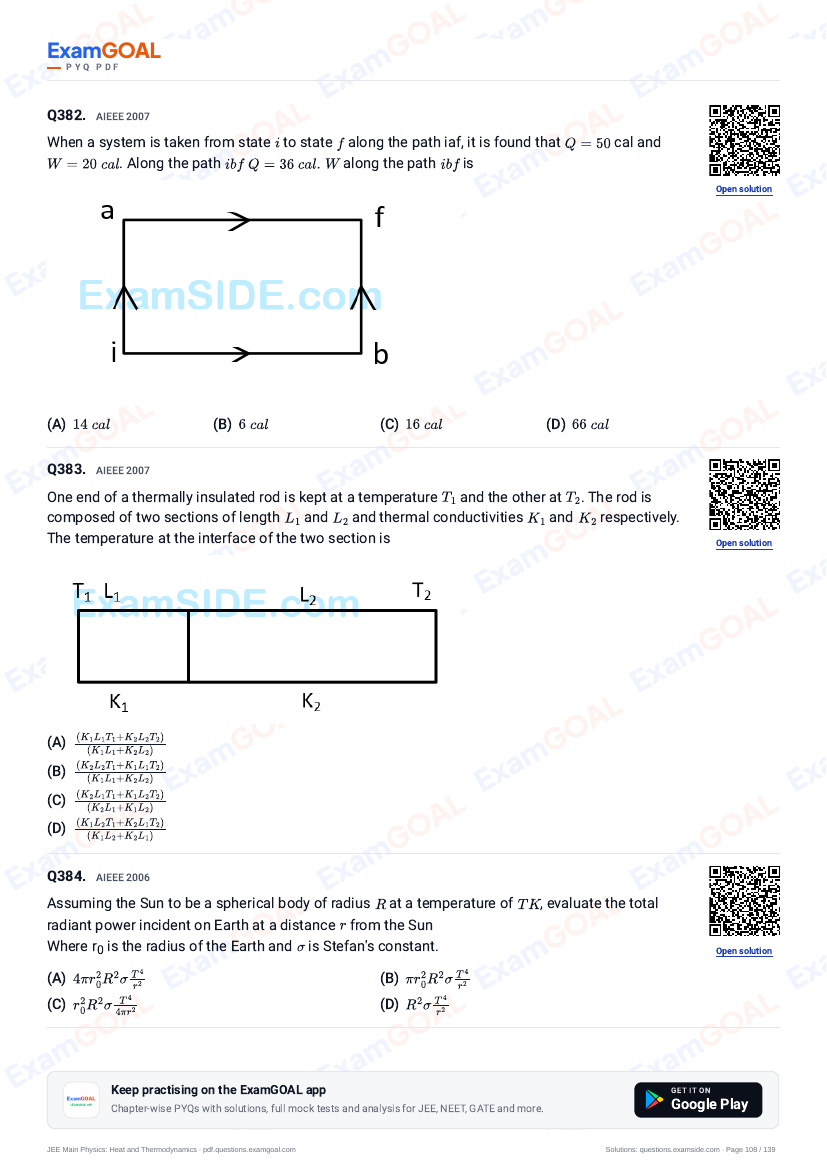 ExamGOAL
PYQ PDF
Q382. AIEEE 2007
When a system is taken from state i to state f along the path iaf, it is found that Q = 50 cal and
W = 20 cal. Along the path ibf Q = 36 cal. W along the path ibf is
Open solution
a
f
ExamSIDE.com
i
b
(A) 14 cal (B) 6 cal (C) 16 cal (D) 66 cal
Q383. AIEEE 2007
One end of a thermally insulated rod is kept at a temperature T₁ and the other at T₂. The rod is
composed of two sections of length L₁ and L₂ and thermal conductivities K₁ and K₂ respectively.
The temperature at the interface of the two section is
Open solution
T₁ L₁ L₂ T₂
ExamSIDE.com
K₁ K₂
(A) (K₁L₁T₁+K₂L₂T₂)/(K₁L₁+K₂L₂)
(B) (K₂L₂T₁+K₁L₁T₂)/(K₁L₁+K₂L₂)
(C) (K₂L₁T₁+K₁L₂T₂)/(K₂L₁+K₁L₂)
(D) (K₁L₂T₁+K₂L₁T₂)/(K₁L₂+K₂L₁)
Q384. AIEEE 2006
Assuming the Sun to be a spherical body of radius R at a temperature of TK, evaluate the total
radiant power incident on Earth at a distance r from the Sun
Where r₀ is the radius of the Earth and σ is Stefan's constant.
Open solution
(A) 4πr₀²R²σ T⁴/r² (B) πr₀²R²σ T⁴/r²
(C) r₀²R²σ T⁴/4πr² (D) R²σ T⁴/r²
Keep practising on the ExamGOAL app
Chapter-wise PYQs with solutions, full mock tests and analysis for JEE, NEET, GATE and more.
GET IT ON
Google Play
JEE Main Physics: Heat and Thermodynamics · pdf.questions.examgoal.com
Solutions: questions.examside.com · Page 108 / 139